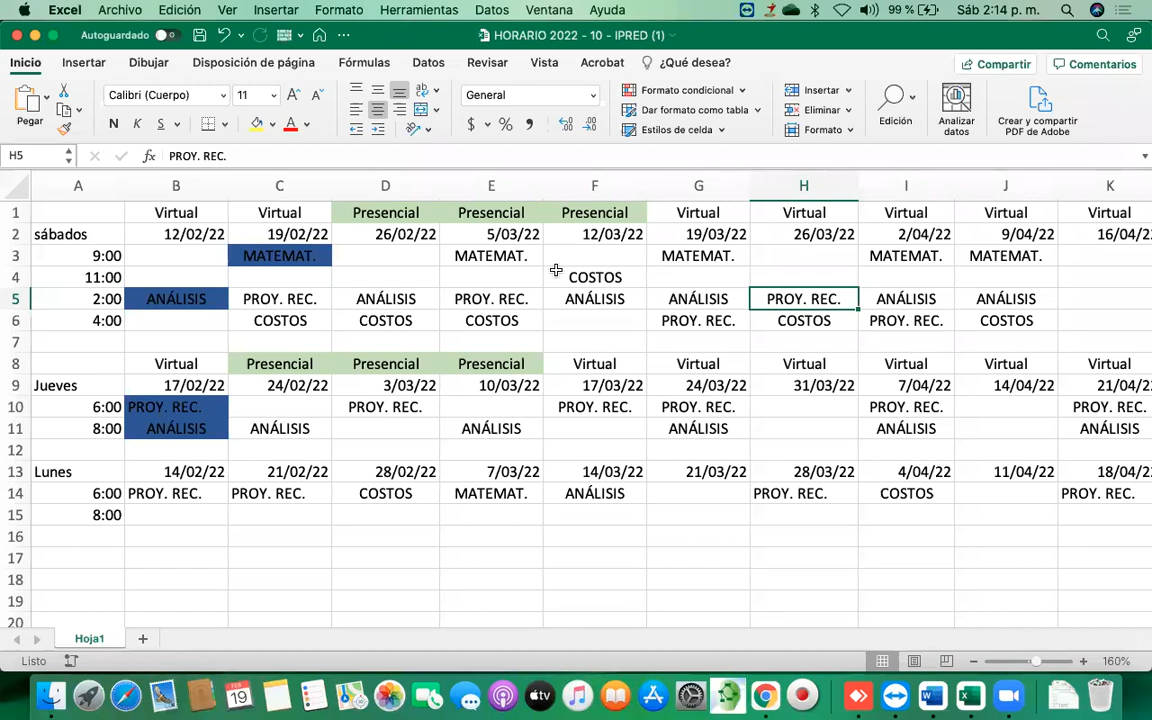 Excel Archivo Edición Ver Insertar Formato Herramientas Datos Ventana Ayuda 99 % Sáb 2:14 p. m.
Autoguardado HORARIO 2022 - 10 - IPRED (1)
Inicio Insertar Dibujar Disposición de página Fórmulas Datos Revisar Vista Acrobat ¿Qué desea? Compartir Comentarios
Pegar Calibri (Cuerpo) 11 General Formato condicional Insertar
Dar formato como tabla Eliminar
N K S $ % Estilos de celda Formato Edición Analizar datos Crear y compartir PDF de Adobe
H5 fx PROY. REC.
A B C D E F G H I J K
1 Virtual Virtual Presencial Presencial Presencial Virtual Virtual Virtual Virtual Virtual
2 sábados 12/02/22 19/02/22 26/02/22 5/03/22 12/03/22 19/03/22 26/03/22 2/04/22 9/04/22 16/04/22
3 9:00 MATEMAT. MATEMAT. MATEMAT. MATEMAT. MATEMAT.
4 11:00 COSTOS
5 2:00 ANÁLISIS PROY. REC. ANÁLISIS PROY. REC. ANÁLISIS ANÁLISIS PROY. REC. ANÁLISIS ANÁLISIS
6 4:00 COSTOS COSTOS COSTOS PROY. REC. COSTOS PROY. REC. COSTOS
7
8 Virtual Presencial Presencial Presencial Virtual Virtual Virtual Virtual Virtual Virtual
9 Jueves 17/02/22 24/02/22 3/03/22 10/03/22 17/03/22 24/03/22 31/03/22 7/04/22 14/04/22 21/04/22
10 6:00 PROY. REC. PROY. REC. PROY. REC. PROY. REC. PROY. REC. PROY. REC.
11 8:00 ANÁLISIS ANÁLISIS ANÁLISIS ANÁLISIS ANÁLISIS ANÁLISIS
12
13 Lunes 14/02/22 21/02/22 28/02/22 7/03/22 14/03/22 21/03/22 28/03/22 4/04/22 11/04/22 18/04/22
14 6:00 PROY. REC. PROY. REC. COSTOS MATEMAT. ANÁLISIS PROY. REC. COSTOS PROY. REC.
15 8:00
16
17
18
19
20
Hoja1
Listo 160%
FEB
19